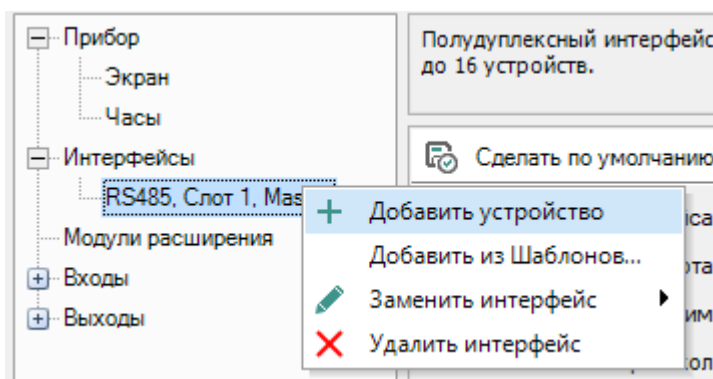 Прибор
Экран
Часы
Интерфейсы
RS485, Слот 1, Mas
Модули расширения
Входы
Выходы
Полудуплексный интерфейс
до 16 устройств.
Сделать по умолчанию
Добавить устройство
Добавить из Шаблонов...
Заменить интерфейс
Удалить интерфейс